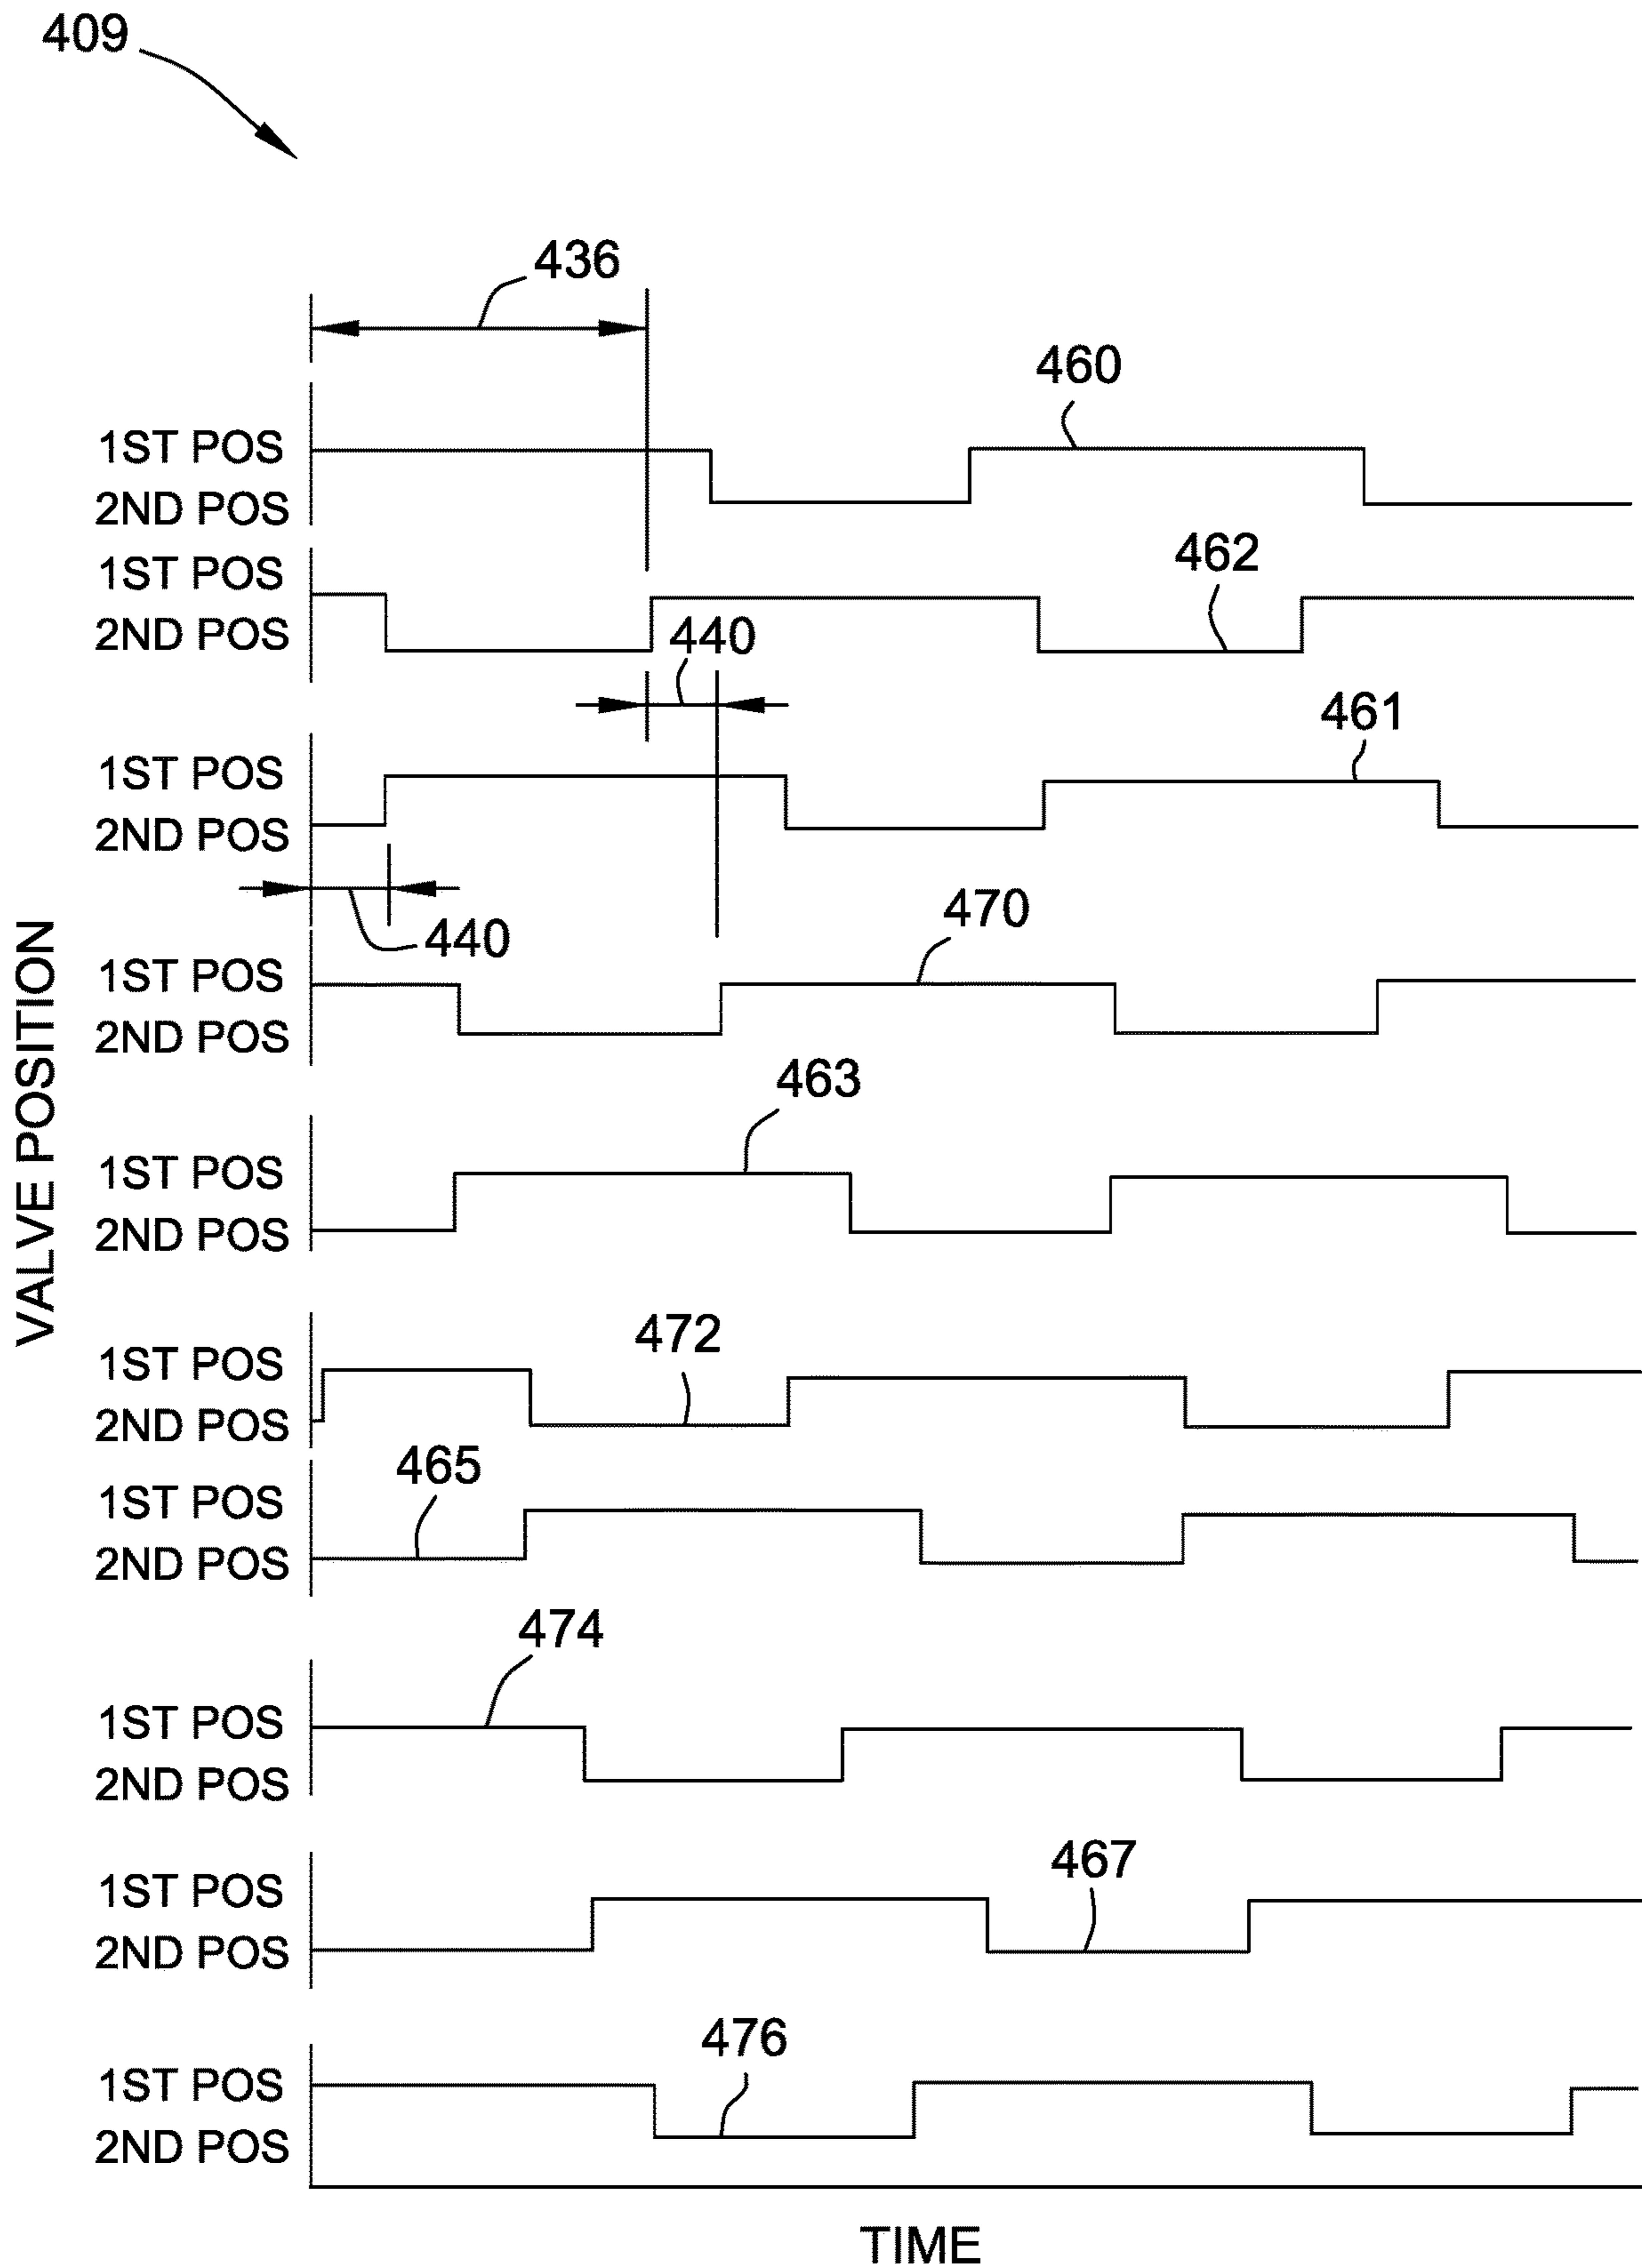 409
436
460
1ST POS
2ND POS
462
1ST POS
2ND POS
440
461
1ST POS
2ND POS
440
470
1ST POS
2ND POS
463
1ST POS
2ND POS
472
1ST POS
2ND POS
465
1ST POS
2ND POS
474
1ST POS
2ND POS
467
1ST POS
2ND POS
476
1ST POS
2ND POS
VALVE POSITION
TIME